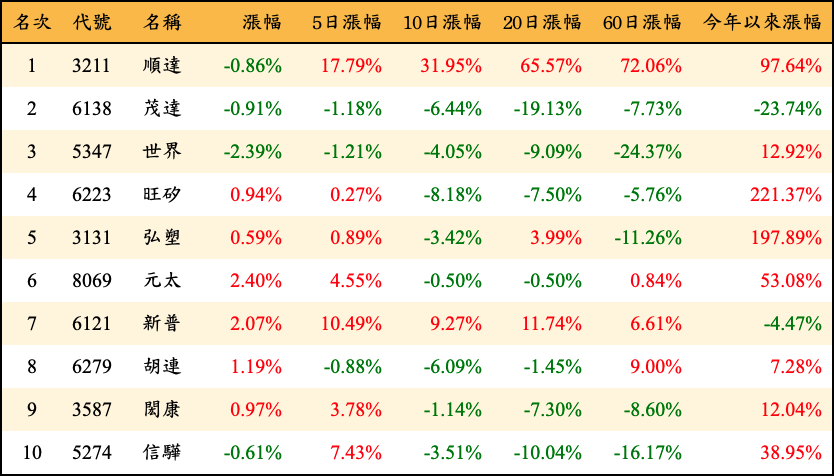 名次 代號 名稱 漲幅 5日漲幅 10日漲幅 20日漲幅 60日漲幅 今年以來漲幅
1 3211 順達 -0.86% 17.79% 31.95% 65.57% 72.06% 97.64%
2 6138 茂達 -0.91% -1.18% -6.44% -19.13% -7.73% -23.74%
3 5347 世界 -2.39% -1.21% -4.05% -9.09% -24.37% 12.92%
4 6223 旺矽 0.94% 0.27% -8.18% -7.50% -5.76% 221.37%
5 3131 弘塑 0.59% 0.89% -3.42% 3.99% -11.26% 197.89%
6 8069 元太 2.40% 4.55% -0.50% -0.50% 0.84% 53.08%
7 6121 新普 2.07% 10.49% 9.27% 11.74% 6.61% -4.47%
8 6279 胡連 1.19% -0.88% -6.09% -1.45% 9.00% 7.28%
9 3587 閎康 0.97% 3.78% -1.14% -7.30% -8.60% 12.04%
10 5274 信驊 -0.61% 7.43% -3.51% -10.04% -16.17% 38.95%